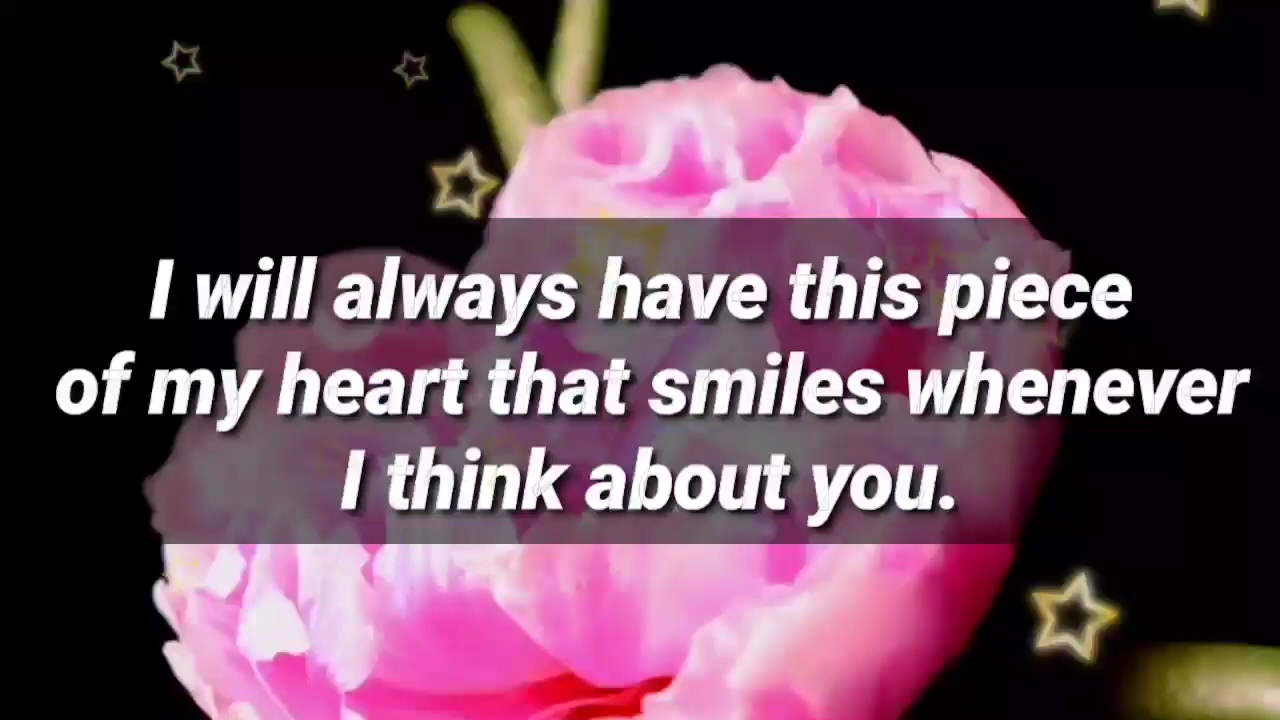 I will always have this piece
of my heart that smiles whenever
I think about you.